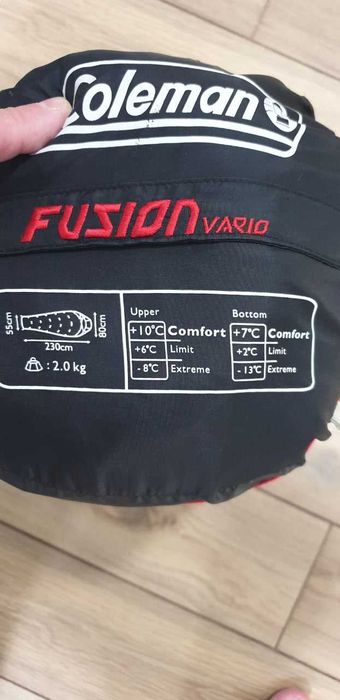 Coleman
FUSION VARIO
55cm
80cm
230cm
: 2.0 kg
Upper
+10°C Comfort
+6°C Limit
-8°C Extreme
Bottom
+7°C Comfort
+2°C Limit
-13°C Extreme